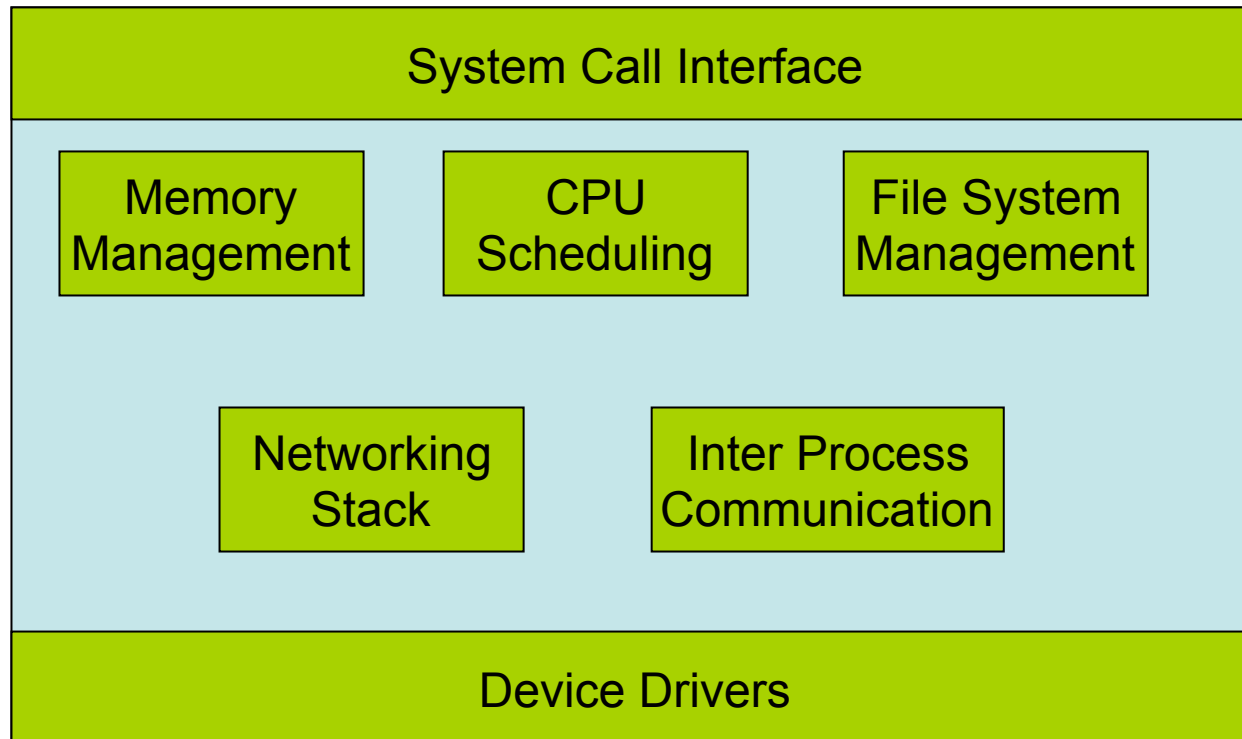 System Call Interface
Memory
Management
CPU
Scheduling
File System
Management
Networking
Stack
Inter Process
Communication
Device Drivers